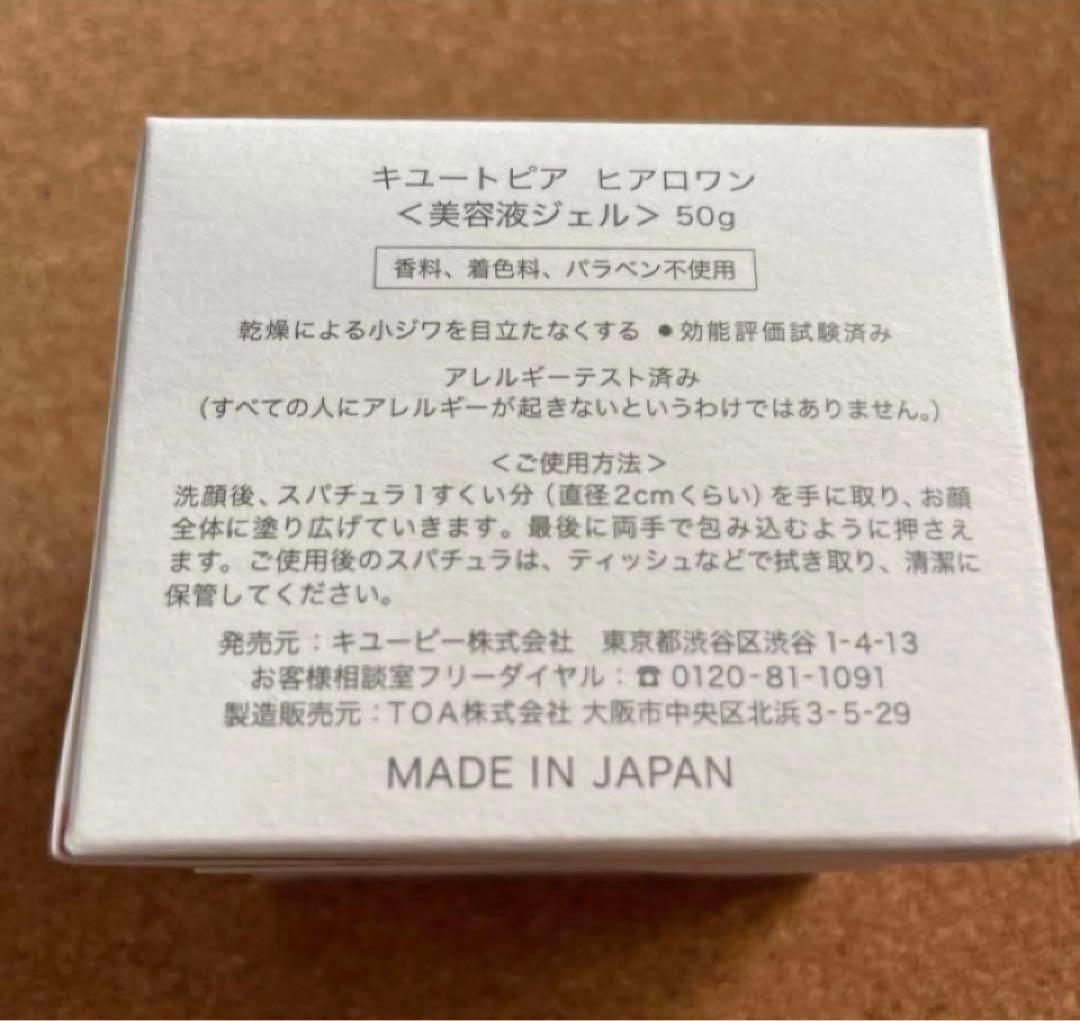 キユートピア ヒアロワン
＜美容液ジェル＞ 50g
香料、着色料、パラベン不使用
乾燥による小ジワを目立たなくする ●効能評価試験済み
アレルギーテスト済み
(すべての人にアレルギーが起きないというわけではありません。)
＜ご使用方法＞
洗顔後、スパチュラ1すくい分（直径2cmくらい）を手に取り、お顔
全体に塗り広げていきます。最後に両手で包み込むように押さえ
ます。ご使用後のスパチュラは、ティッシュなどで拭き取り、清潔に
保管してください。
発売元：キユーピー株式会社 東京都渋谷区渋谷 1-4-13
お客様相談室フリーダイヤル：☎ 0120-81-1091
製造販売元：TOA株式会社 大阪市中央区北浜3-5-29
MADE IN JAPAN